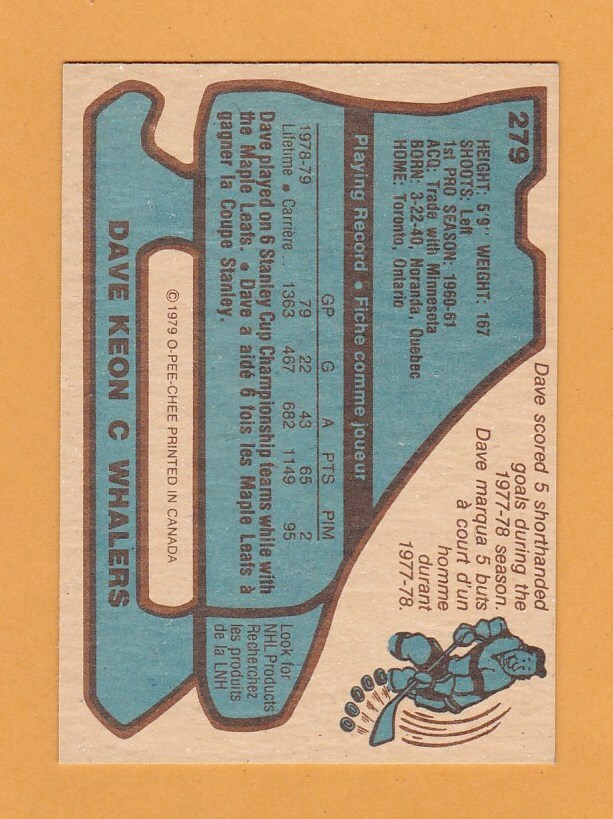 279
HEIGHT: 5'9" WEIGHT: 167
SHOOTS: Left
1st PRO SEASON: 1960-61
ACQ: Trade with Minnesota
BORN: 3-22-40, Noranda, Quebec
HOME: Toronto, Ontario
Dave scored 5 shorthanded
goals during the
1977-78 season.
Dave marqua 5 buts
à court d'un
homme
durant
1977-78.
Playing Record • Fiche comme joueur
GP G A PTS PIM
1978-79 79 22 43 65 2
Lifetime • Carrière ... 1363 467 682 1149 95
Dave played on 6 Stanley Cup Championship teams while with
the Maple Leafs. • Dave a aidé 6 fois les Maple Leafs à
gagner la Coupe Stanley.
Look for
NHL Products
Recherchez
les produits
de la LNH
©1979 O-PEE-CHEE PRINTED IN CANADA
DAVE KEON C WHALERS